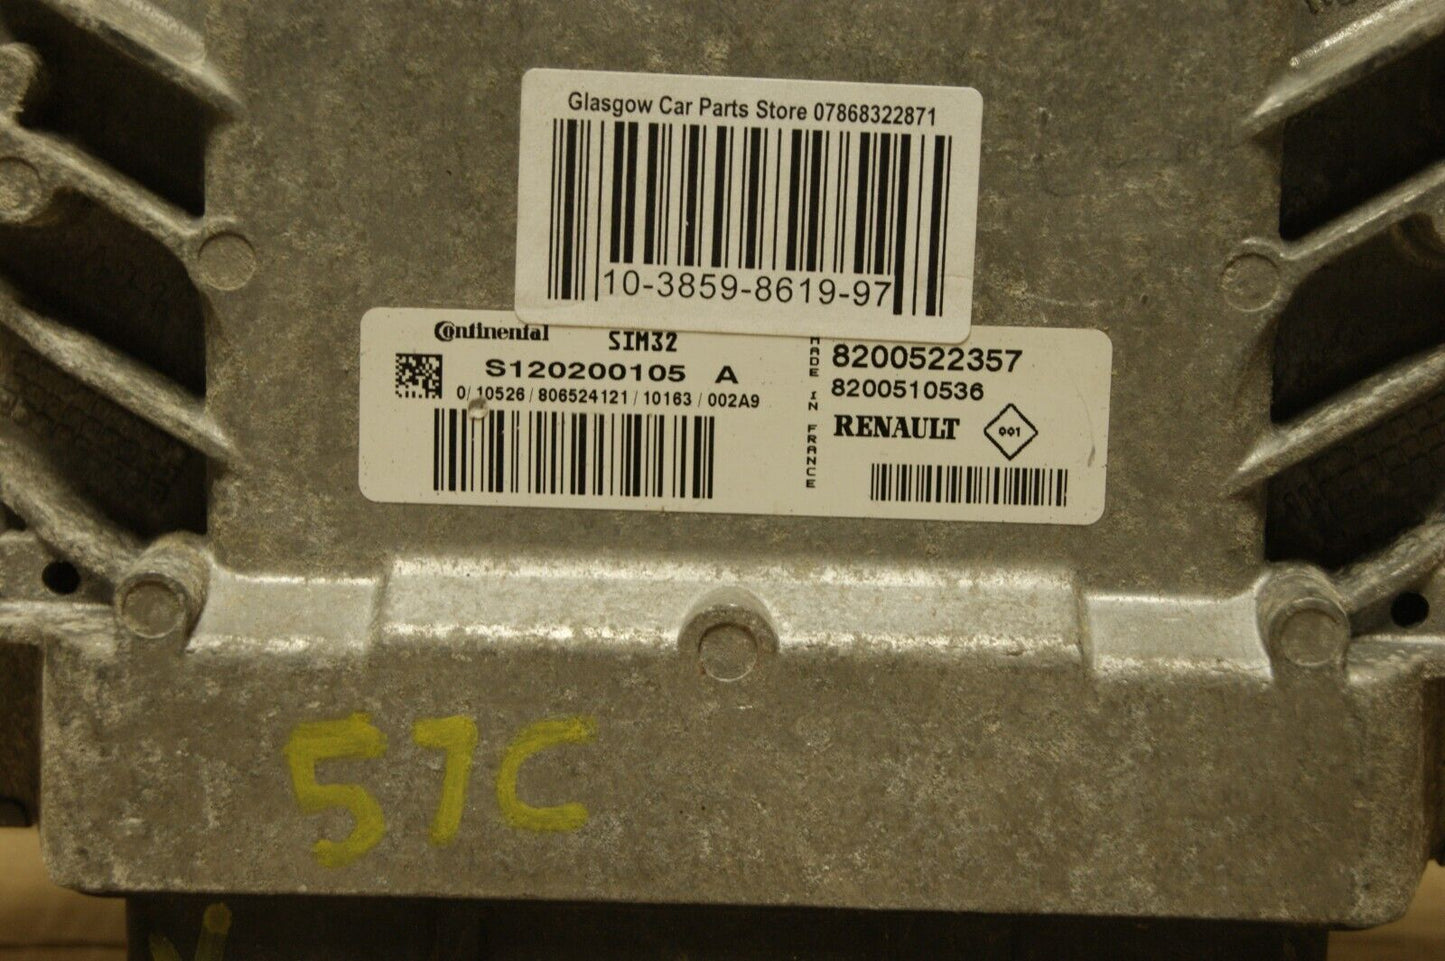 Glasgow Car Parts Store 07868322871
10-3859-8619-97
Continental SIM32
S120200105 A
0/10526/806524121/10163/002A9
MADE IN FRANCE
8200522357
8200510536
RENAULT 001
57C